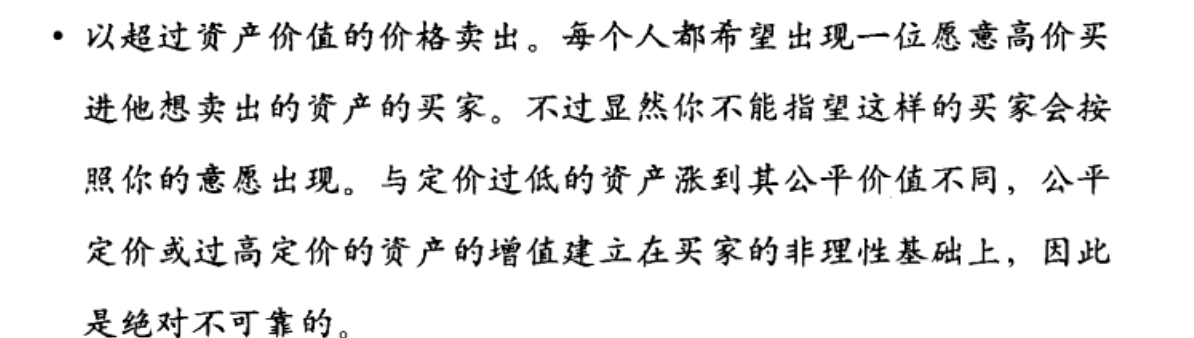 • 以超过资产价值的价格卖出。每个人都希望出现一位愿意高价买
进他想卖出的资产的买家。不过显然你不能指望这样的买家会按
照你的意愿出现。与定价过低的资产涨到其公平价值不同，公平
定价或过高定价的资产的增值建立在买家的非理性基础上，因此
是绝对不可靠的。